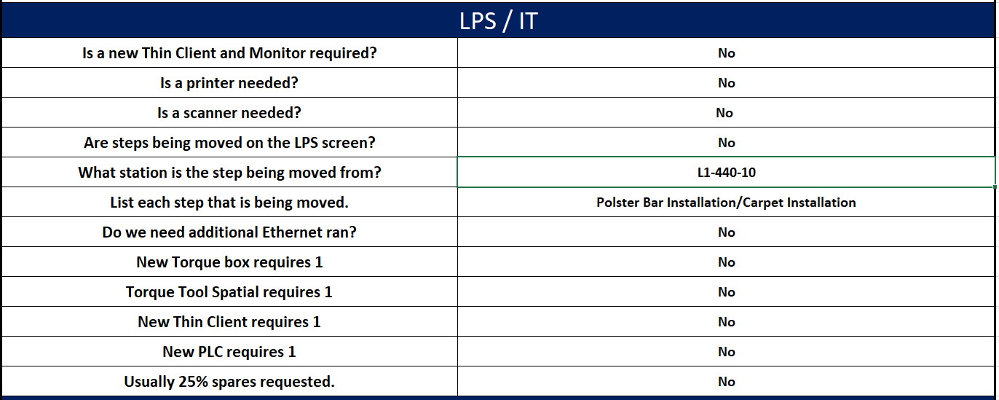 LPS / IT
Is a new Thin Client and Monitor required? No
Is a printer needed? No
Is a scanner needed? No
Are steps being moved on the LPS screen? No
What station is the step being moved from? L1-440-10
List each step that is being moved. Polster Bar Installation/Carpet Installation
Do we need additional Ethernet ran? No
New Torque box requires 1 No
Torque Tool Spatial requires 1 No
New Thin Client requires 1 No
New PLC requires 1 No
Usually 25% spares requested. No